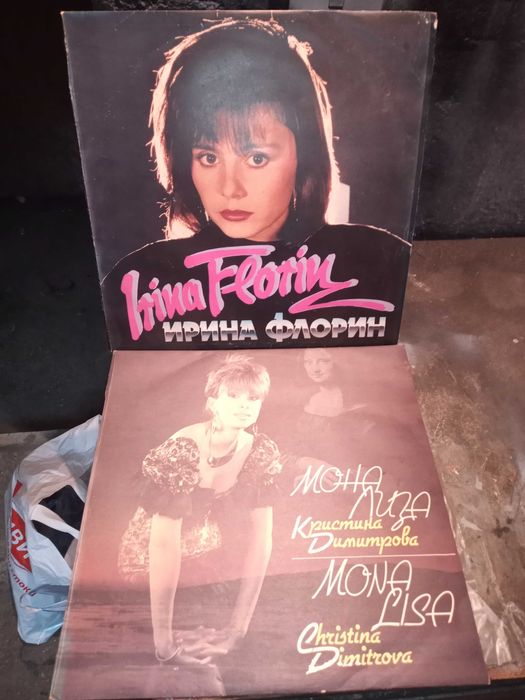 Irina Florin
ИРИНА ФЛОРИН
МОНА
ЛИЗА
Кристина
Димитрова
MONA
LISA
Christina
Dimitrova